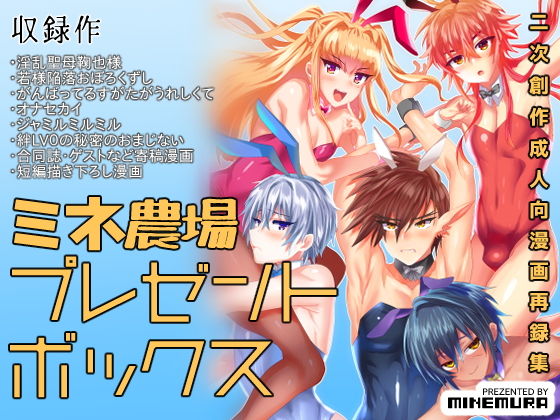 収録作
・淫乱聖母鞠也様
・若様陥落おぼろくずし
・がんばってるすがたがうれしくて
・オナセカイ
・ジャミルミルミル
・絆LV0の秘密のおまじない
・合同誌・ゲストなど寄稿漫画
・短編描き下ろし漫画
ミネ農場
プレゼント
ボックス
二次創作成人向漫画再録集
PREZENTED BY
MINEMURA